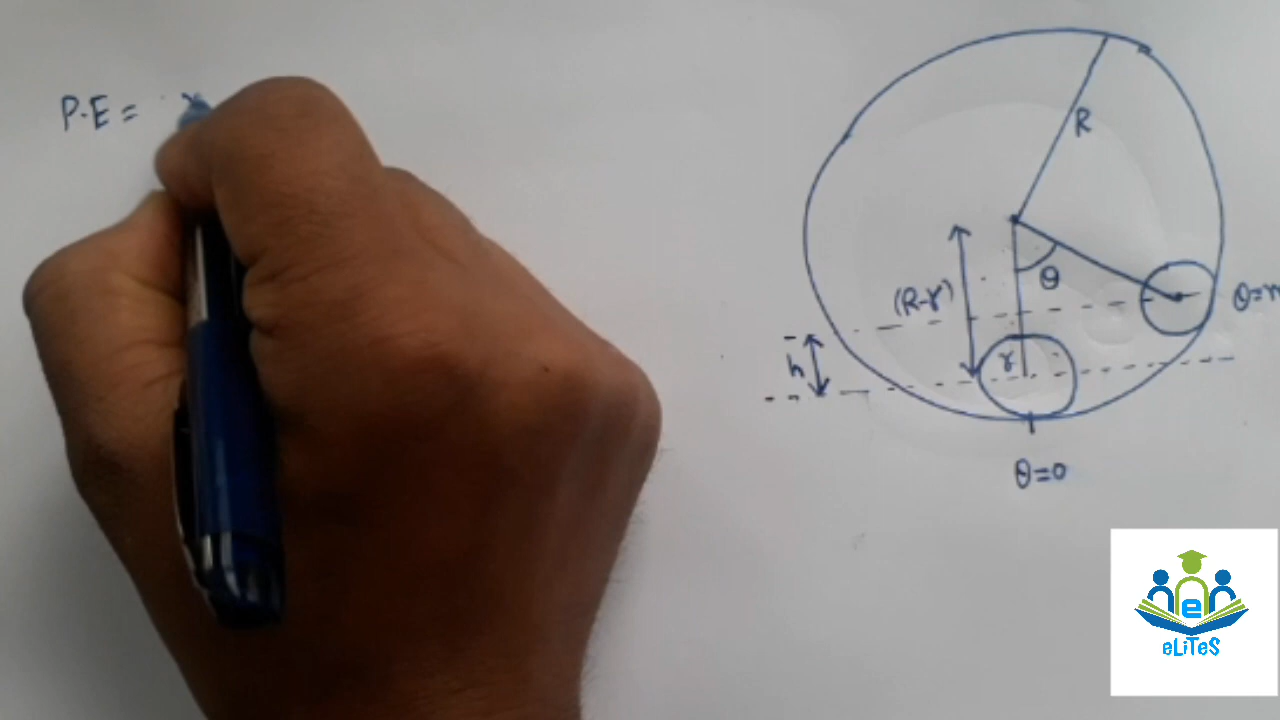 P.E =
R
θ
(R-r)
h
r
θ=
θ=0
eLiTeS